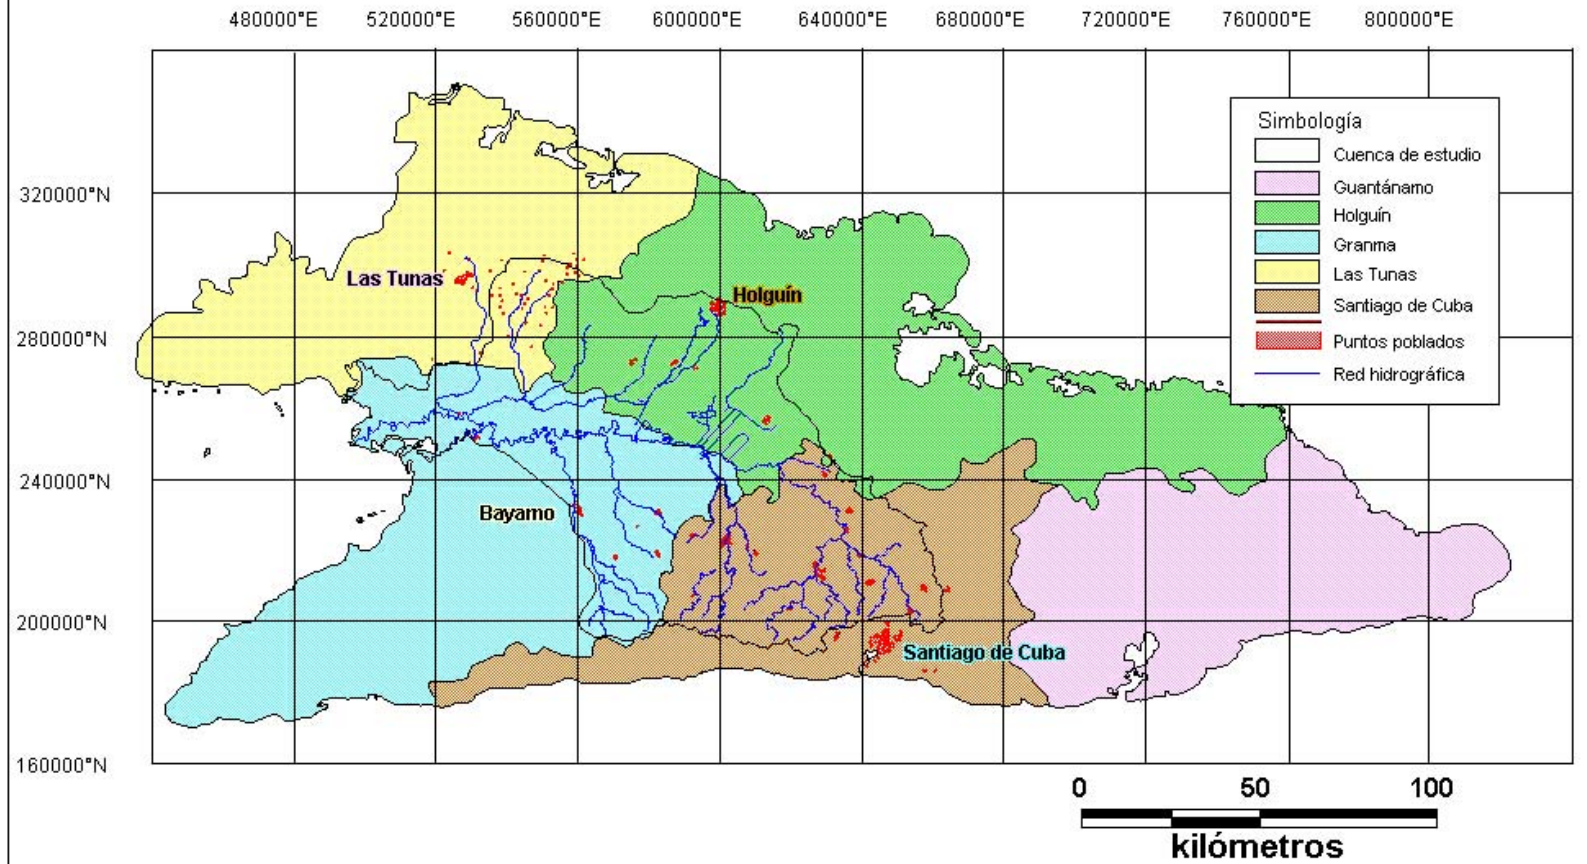 480000°E 520000°E 560000°E 600000°E 640000°E 680000°E 720000°E 760000°E 800000°E
Simbología
Cuenca de estudio
320000°N
Guantánamo
Holguín
Granma
Las Tunas
Las Tunas
Holguín
Santiago de Cuba
280000°N
Puntos poblados
Red hidrográfica
240000°N
Bayamo
200000°N
Santiago de Cuba
160000°N
0 50 100
kilómetros